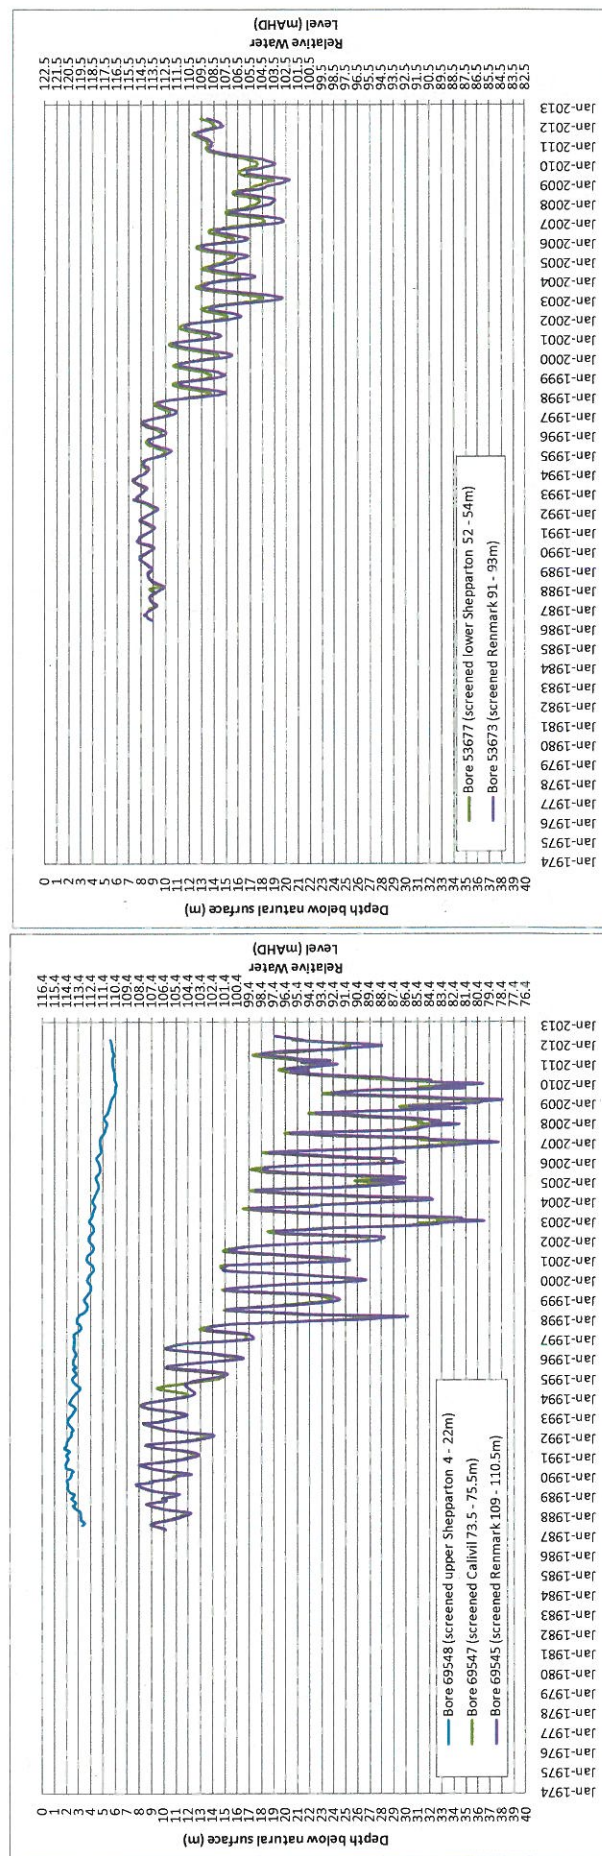 Depth below natural surface (m)
0
1
2
3
4
5
6
7
8
9
10
11
12
13
14
15
16
17
18
19
20
21
22
23
24
25
26
27
28
29
30
31
32
33
34
35
36
37
38
39
40
Bore 69548 (screened upper Shepparton 4 - 22m)
Bore 69547 (screened Calivil 73.5 - 75.5m)
Bore 69545 (screened Renmark 109 - 110.5m)
116.4
115.4
114.4
113.4
112.4
111.4
110.4
109.4
108.4
107.4
106.4
105.4
104.4
103.4
102.4
101.4
100.4
99.4
98.4
97.4
96.4
95.4
94.4
93.4
92.4
91.4
90.4
89.4
88.4
87.4
86.4
85.4
84.4
83.4
82.4
81.4
80.4
79.4
78.4
77.4
76.4
Relative Water
Level (mAHD)
Jan-1974
Jan-1975
Jan-1976
Jan-1977
Jan-1978
Jan-1979
Jan-1980
Jan-1981
Jan-1982
Jan-1983
Jan-1984
Jan-1985
Jan-1986
Jan-1987
Jan-1988
Jan-1989
Jan-1990
Jan-1991
Jan-1992
Jan-1993
Jan-1994
Jan-1995
Jan-1996
Jan-1997
Jan-1998
Jan-1999
Jan-2000
Jan-2001
Jan-2002
Jan-2003
Jan-2004
Jan-2005
Jan-2006
Jan-2007
Jan-2008
Jan-2009
Jan-2010
Jan-2011
Jan-2012
Jan-2013
Depth below natural surface (m)
0
1
2
3
4
5
6
7
8
9
10
11
12
13
14
15
16
17
18
19
20
21
22
23
24
25
26
27
28
29
30
31
32
33
34
35
36
37
38
39
40
Bore 53677 (screened lower Shepparton 52 - 54m)
Bore 53673 (screened Renmark 91 - 93m)
122.5
121.5
120.5
119.5
118.5
117.5
116.5
115.5
114.5
113.5
112.5
111.5
110.5
109.5
108.5
107.5
106.5
105.5
104.5
103.5
102.5
101.5
100.5
99.5
98.5
97.5
96.5
95.5
94.5
93.5
92.5
91.5
90.5
89.5
88.5
87.5
86.5
85.5
84.5
83.5
82.5
Relative Water
Level (mAHD)
Jan-1974
Jan-1975
Jan-1976
Jan-1977
Jan-1978
Jan-1979
Jan-1980
Jan-1981
Jan-1982
Jan-1983
Jan-1984
Jan-1985
Jan-1986
Jan-1987
Jan-1988
Jan-1989
Jan-1990
Jan-1991
Jan-1992
Jan-1993
Jan-1994
Jan-1995
Jan-1996
Jan-1997
Jan-1998
Jan-1999
Jan-2000
Jan-2001
Jan-2002
Jan-2003
Jan-2004
Jan-2005
Jan-2006
Jan-2007
Jan-2008
Jan-2009
Jan-2010
Jan-2011
Jan-2012
Jan-2013